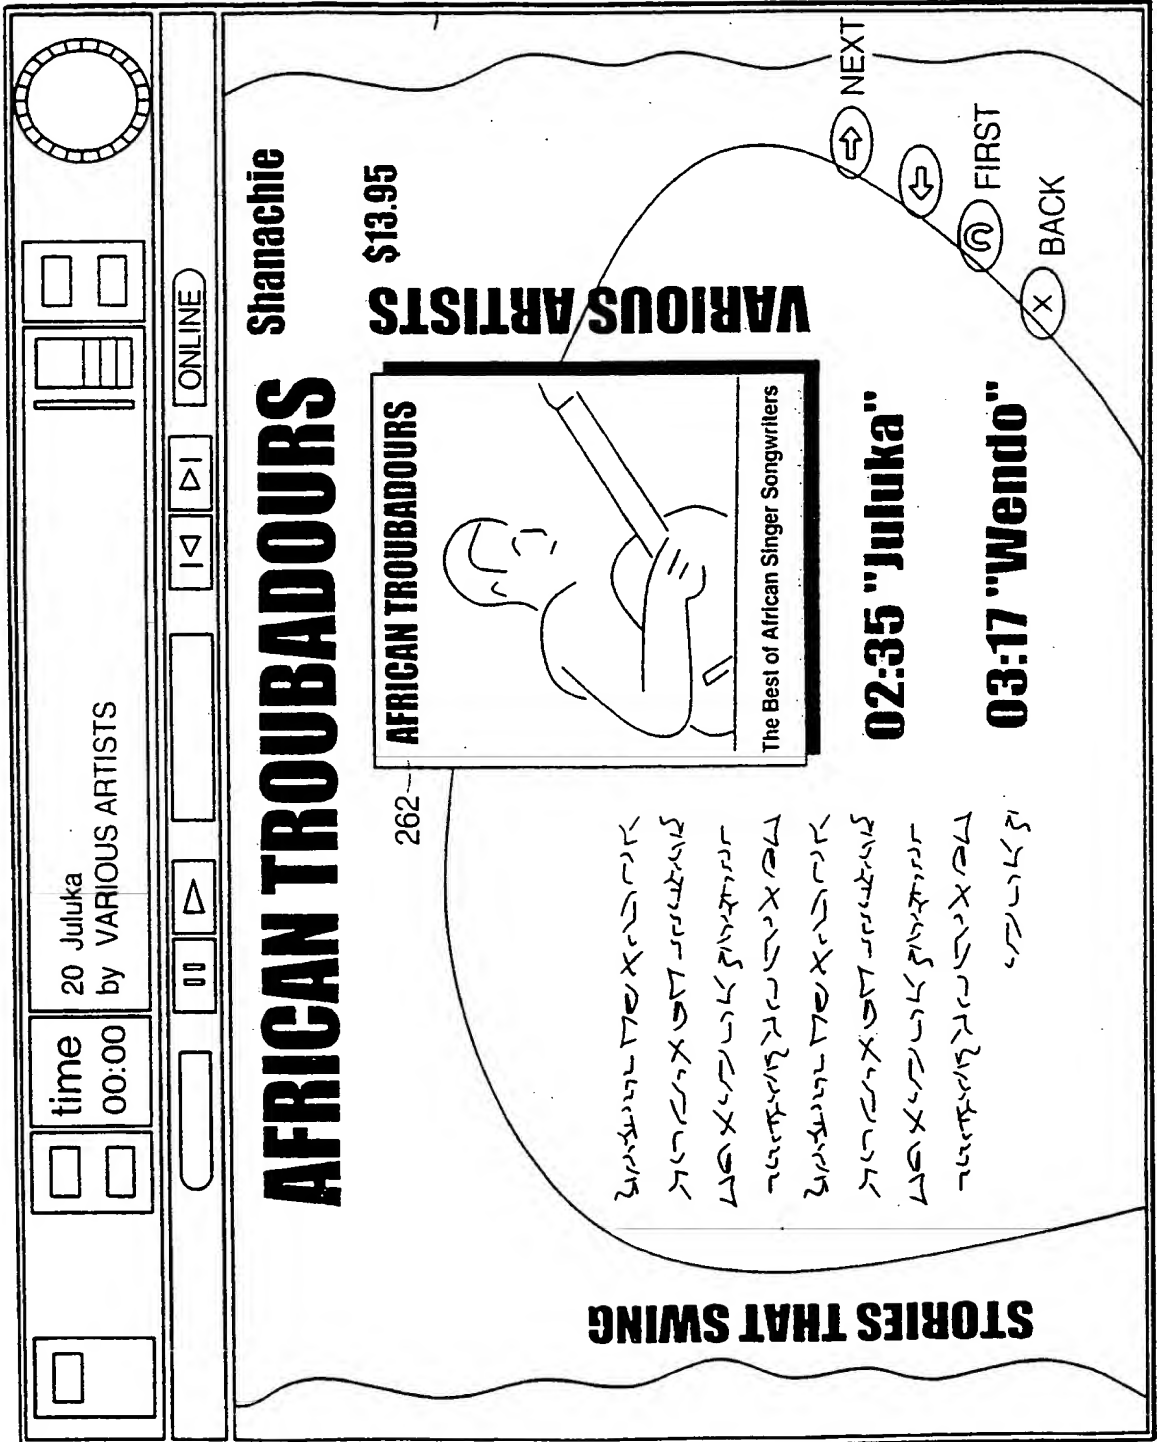 time
00:00
20 Juluka
by VARIOUS ARTISTS
ONLINE
AFRICAN TROUBADOURS
Shanachie
$13.95
VARIOUS ARTISTS
262
AFRICAN TROUBADOURS
The Best of African Singer Songwriters
02:35 "Juluka"
03:17 "Wendo"
STORIES THAT SWING
NEXT
FIRST
X BACK